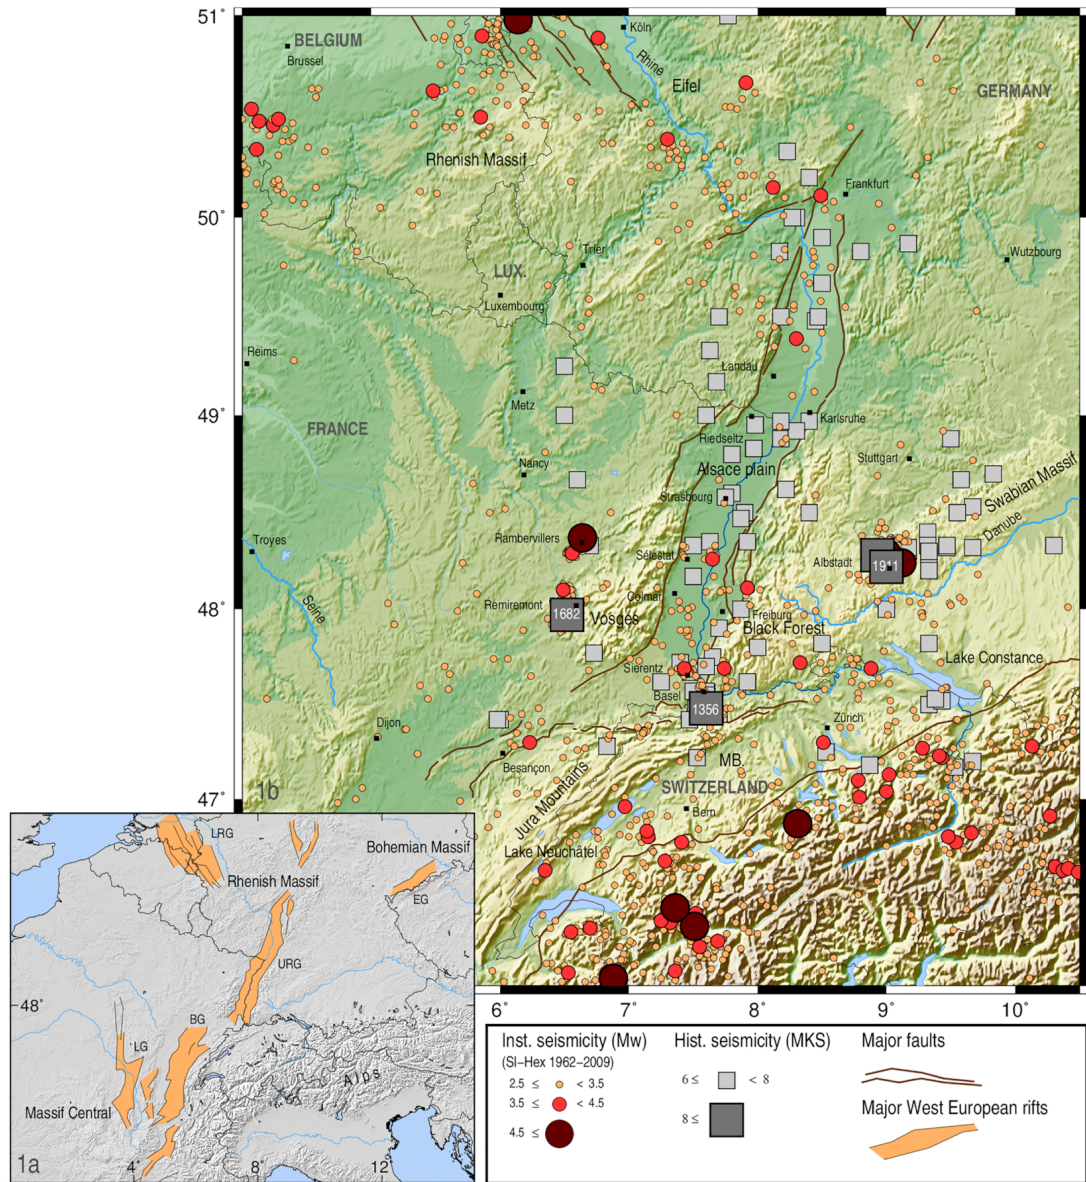 51°
BELGIUM
Brussel
Köln
Rhine
Eifel
GERMANY
Rhenish Massif
50°
Frankfurt
Trier
Wutzbourg
LUX.
Luxembourg
Reims
Landau
Metz
49°
Karlsruhe
FRANCE
Riedseltz
Nancy
Alsace plain
Stuttgart
Strasbourg
Swabian Massif
Troyes
Rambervillers
Danube
Sélestat
Albstadt
1911
Seine
Colmar
Remiremont
1682
48°
Vosges
Freiburg
Black Forest
Sierentz
Lake Constance
Basel
1356
Dijon
Zürich
Besançon
MB.
1b
47°
Jura Mountains
SWITZERLAND
Bern
Lake Neuchâtel
6°
7°
8°
9°
10°
LRG
Bohemian Massif
Rhenish Massif
EG
URG
48°
BG
LG
Alps
Massif Central
1a
4°
8°
12°
Inst. seismicity (Mw)
(SI–Hex 1962–2009)
2.5 ≤ < 3.5
3.5 ≤ < 4.5
4.5 ≤
Hist. seismicity (MKS)
6 ≤ < 8
8 ≤
Major faults
Major West European rifts